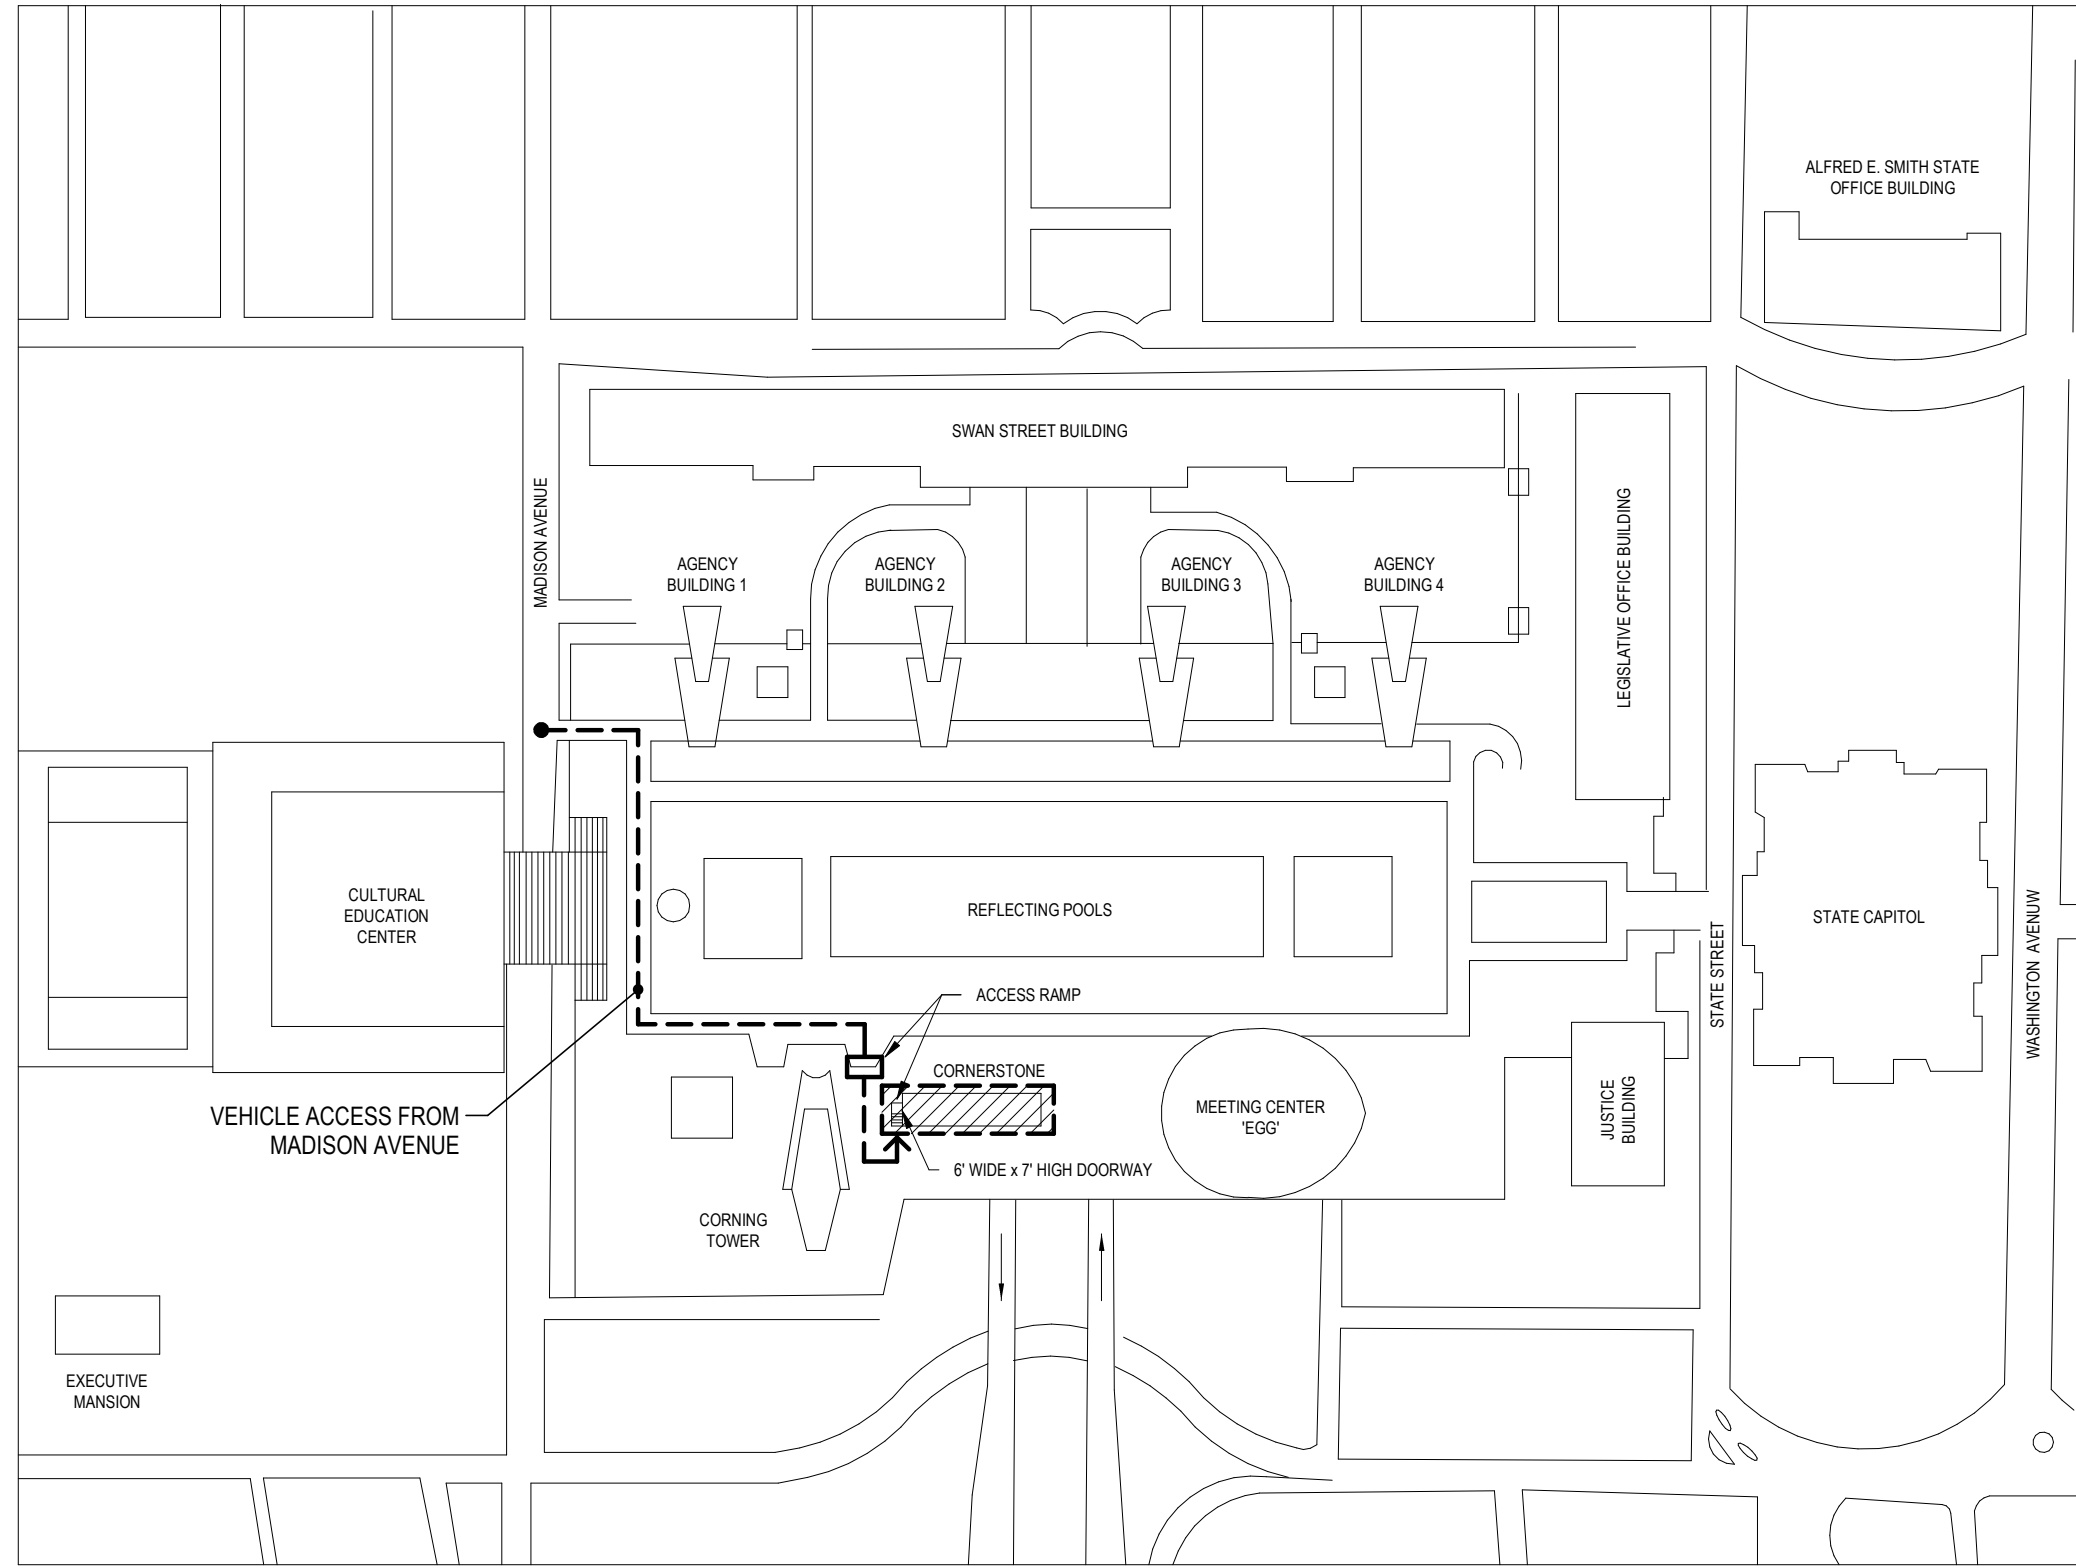 ALFRED E. SMITH STATE
OFFICE BUILDING
SWAN STREET BUILDING
MADISON AVENUE
LEGISLATIVE OFFICE BUILDING
AGENCY
BUILDING 1
AGENCY
BUILDING 2
AGENCY
BUILDING 3
AGENCY
BUILDING 4
CULTURAL
EDUCATION
CENTER
REFLECTING POOLS
STATE CAPITOL
STATE STREET
WASHINGTON AVENUW
ACCESS RAMP
CORNERSTONE
VEHICLE ACCESS FROM
MADISON AVENUE
MEETING CENTER
'EGG'
JUSTICE
BUILDING
6' WIDE x 7' HIGH DOORWAY
CORNING
TOWER
EXECUTIVE
MANSION